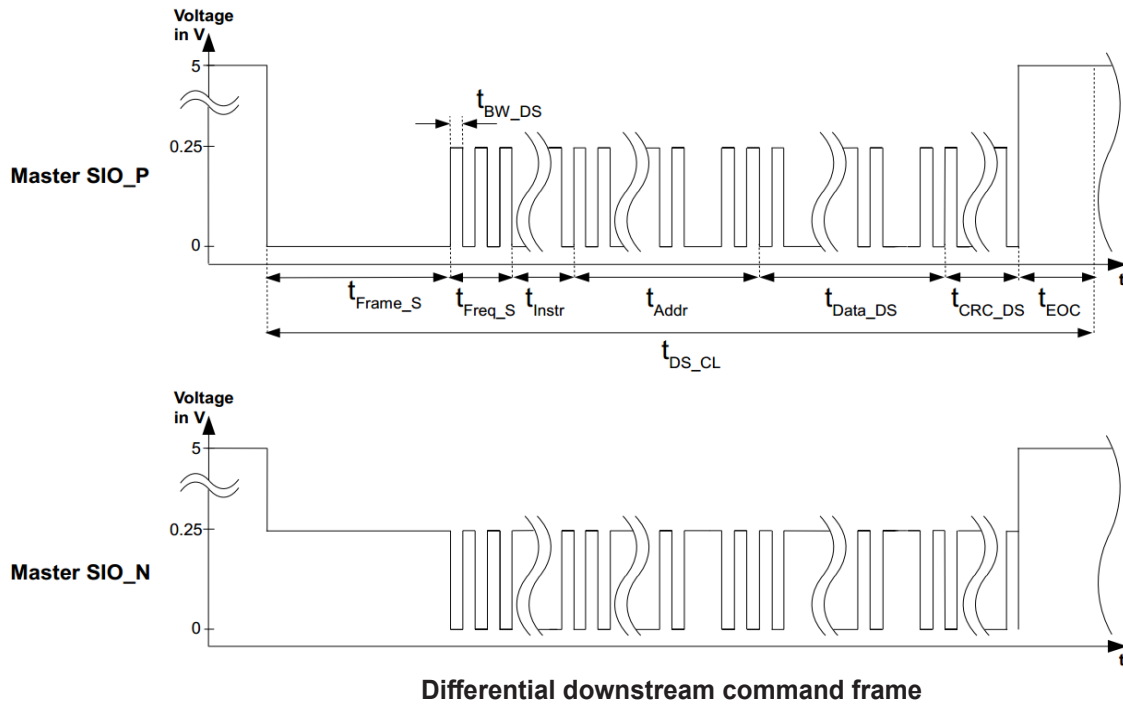 Voltage
in V
5
t_BW_DS
0.25
Master SIO_P
0
t
t_Frame_S t_Freq_S t_Instr t_Addr t_Data_DS t_CRC_DS t_EOC
t_DS_CL
Voltage
in V
5
0.25
Master SIO_N
0
t
Differential downstream command frame